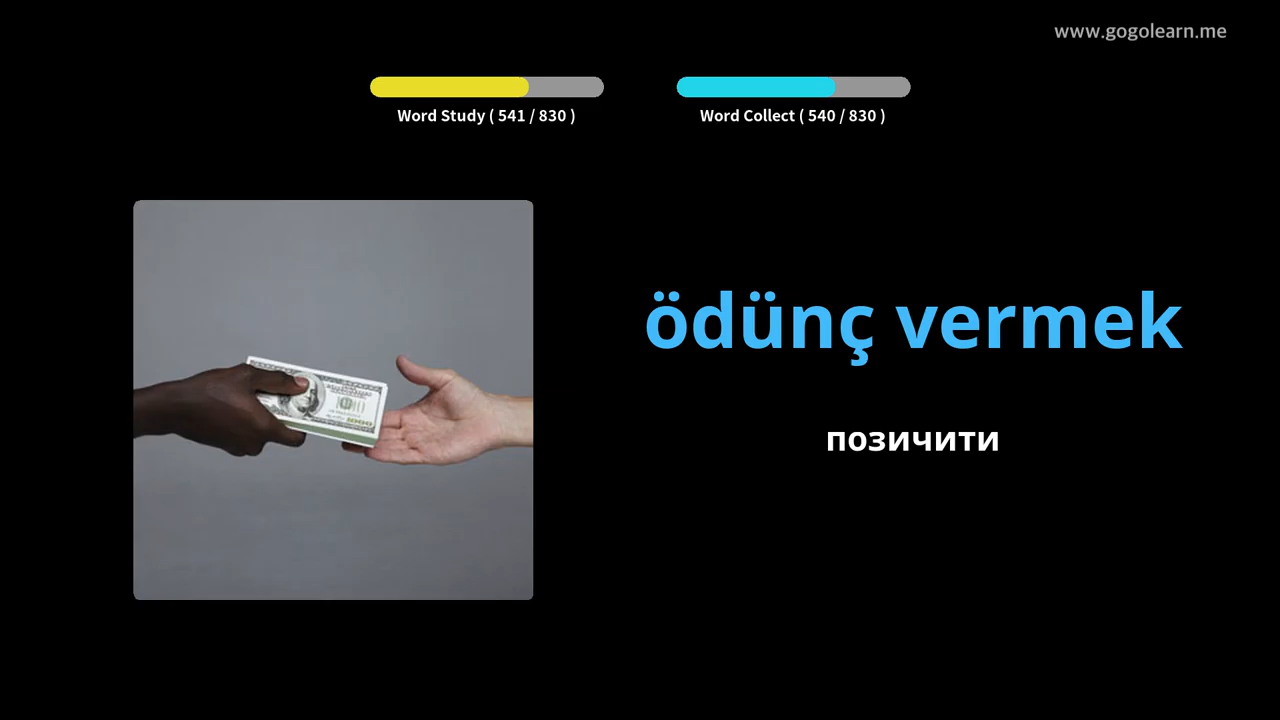 www.gogolearn.me
Word Study ( 541 / 830 )
Word Collect ( 540 / 830 )
ödünç vermek
позичити